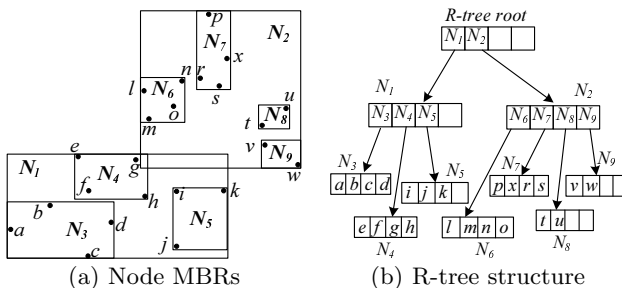 p
N7
N2
x
n
r
l
N6
s
o
u
N8
m
t
v
N9
e
g
w
N1
N4
f
h
i
k
b
a
N3
d
N5
c
j
(a) Node MBRs
R-tree root
N1 N2
N1
N2
N3 N4 N5
N6 N7 N8 N9
N3
N5
N7
N9
a b c d
i j k
p x r s
v w
e f g h
l m n o
t u
N4
N6
N8
(b) R-tree structure